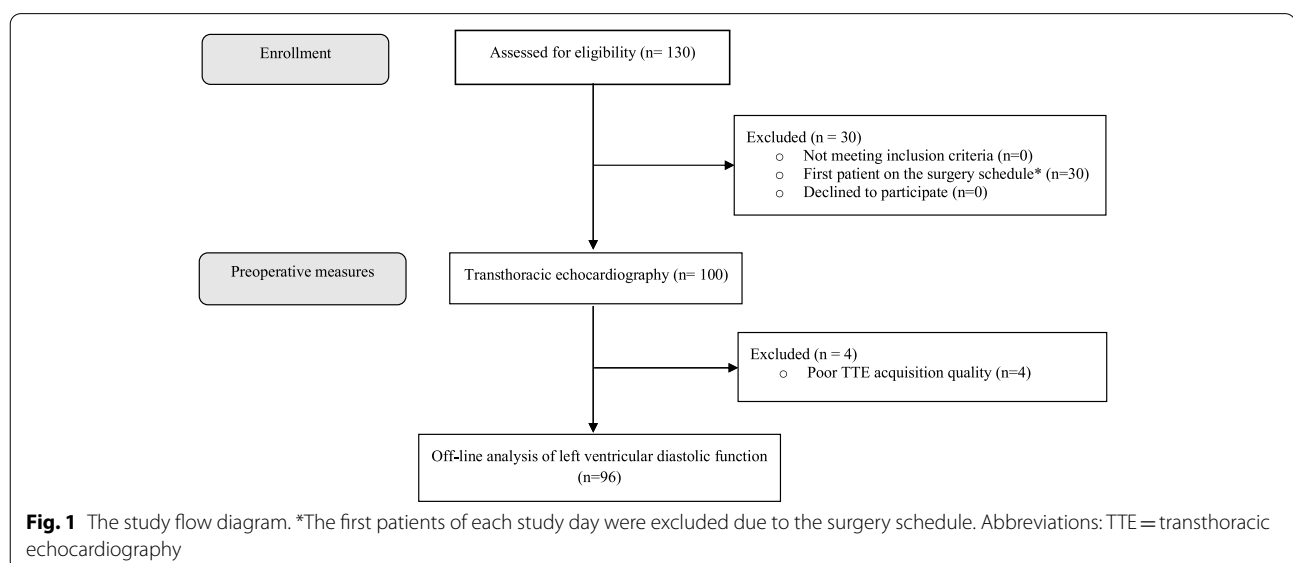 Enrollment
Assessed for eligibility (n= 130)
Excluded (n = 30)
o Not meeting inclusion criteria (n=0)
o First patient on the surgery schedule* (n=30)
o Declined to participate (n=0)
Preoperative measures
Transthoracic echocardiography (n= 100)
Excluded (n = 4)
o Poor TTE acquisition quality (n=4)
Off-line analysis of left ventricular diastolic function
(n=96)
Fig. 1 The study flow diagram. *The first patients of each study day were excluded due to the surgery schedule. Abbreviations: TTE = transthoracic
echocardiography